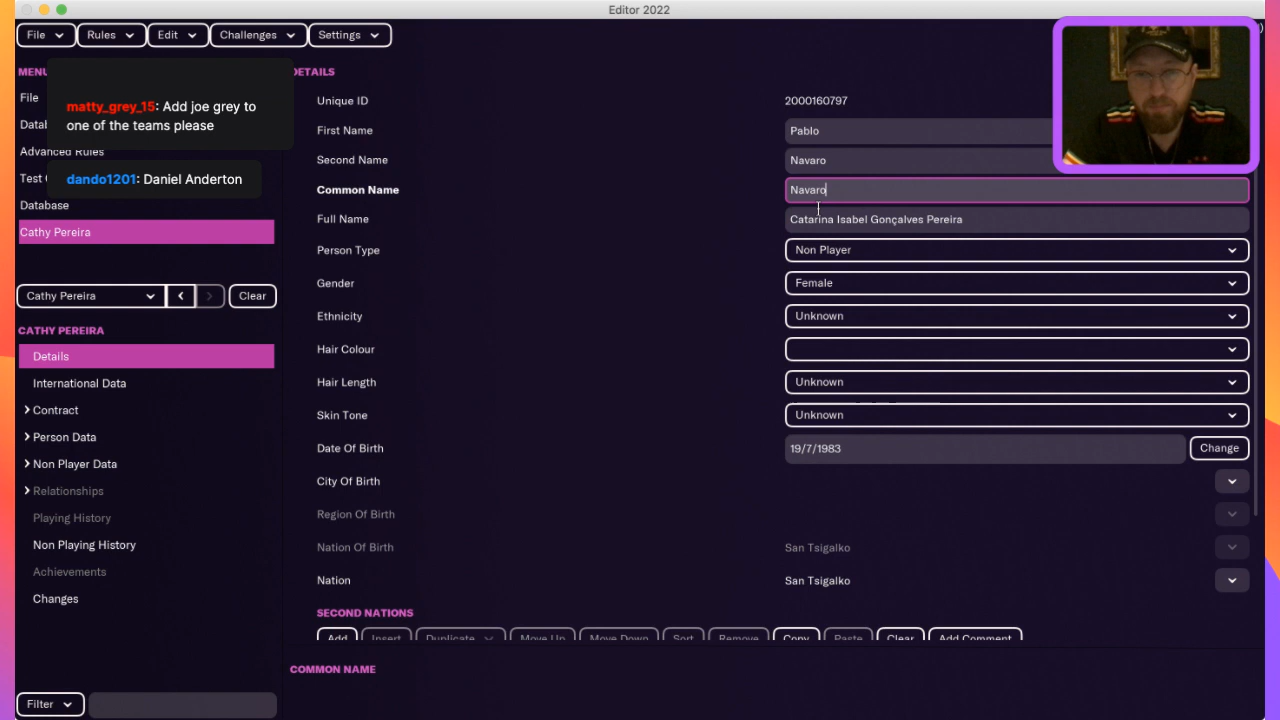 Editor 2022
File
Rules
Edit
Challenges
Settings
MENU
File
Datab
Advanced Rules
Test
Database
Cathy Pereira
matty_grey_15: Add joe grey to
one of the teams please
dando1201: Daniel Anderton
Cathy Pereira
Clear
CATHY PEREIRA
Details
International Data
Contract
Person Data
Non Player Data
Relationships
Playing History
Non Playing History
Achievements
Changes
Filter
DETAILS
Unique ID 2000160797
First Name Pablo
Second Name Navaro
Common Name Navaro
Full Name Catarina Isabel Gonçalves Pereira
Person Type Non Player
Gender Female
Ethnicity Unknown
Hair Colour
Hair Length Unknown
Skin Tone Unknown
Date Of Birth 19/7/1983 Change
City Of Birth
Region Of Birth
Nation Of Birth San Tsigalko
Nation San Tsigalko
SECOND NATIONS
Add Insert Duplicate Move Up Move Down Sort Remove Copy Paste Clear Add Comment
COMMON NAME